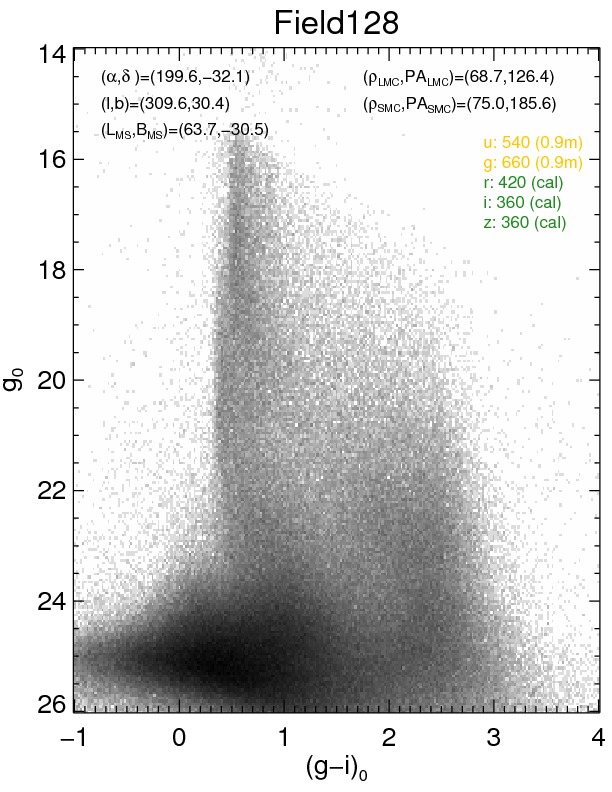 Field128
(α,δ)=(199.6,−32.1)
(ρLMC,PALMC)=(68.7,126.4)
(l,b)=(309.6,30.4)
(ρSMC,PASMC)=(75.0,185.6)
(LMS,BMS)=(63.7,−30.5)
u: 540 (0.9m)
g: 660 (0.9m)
r: 420 (cal)
i: 360 (cal)
z: 360 (cal)
14
16
18
20
22
24
26
g0
−1 0 1 2 3 4
(g−i)0